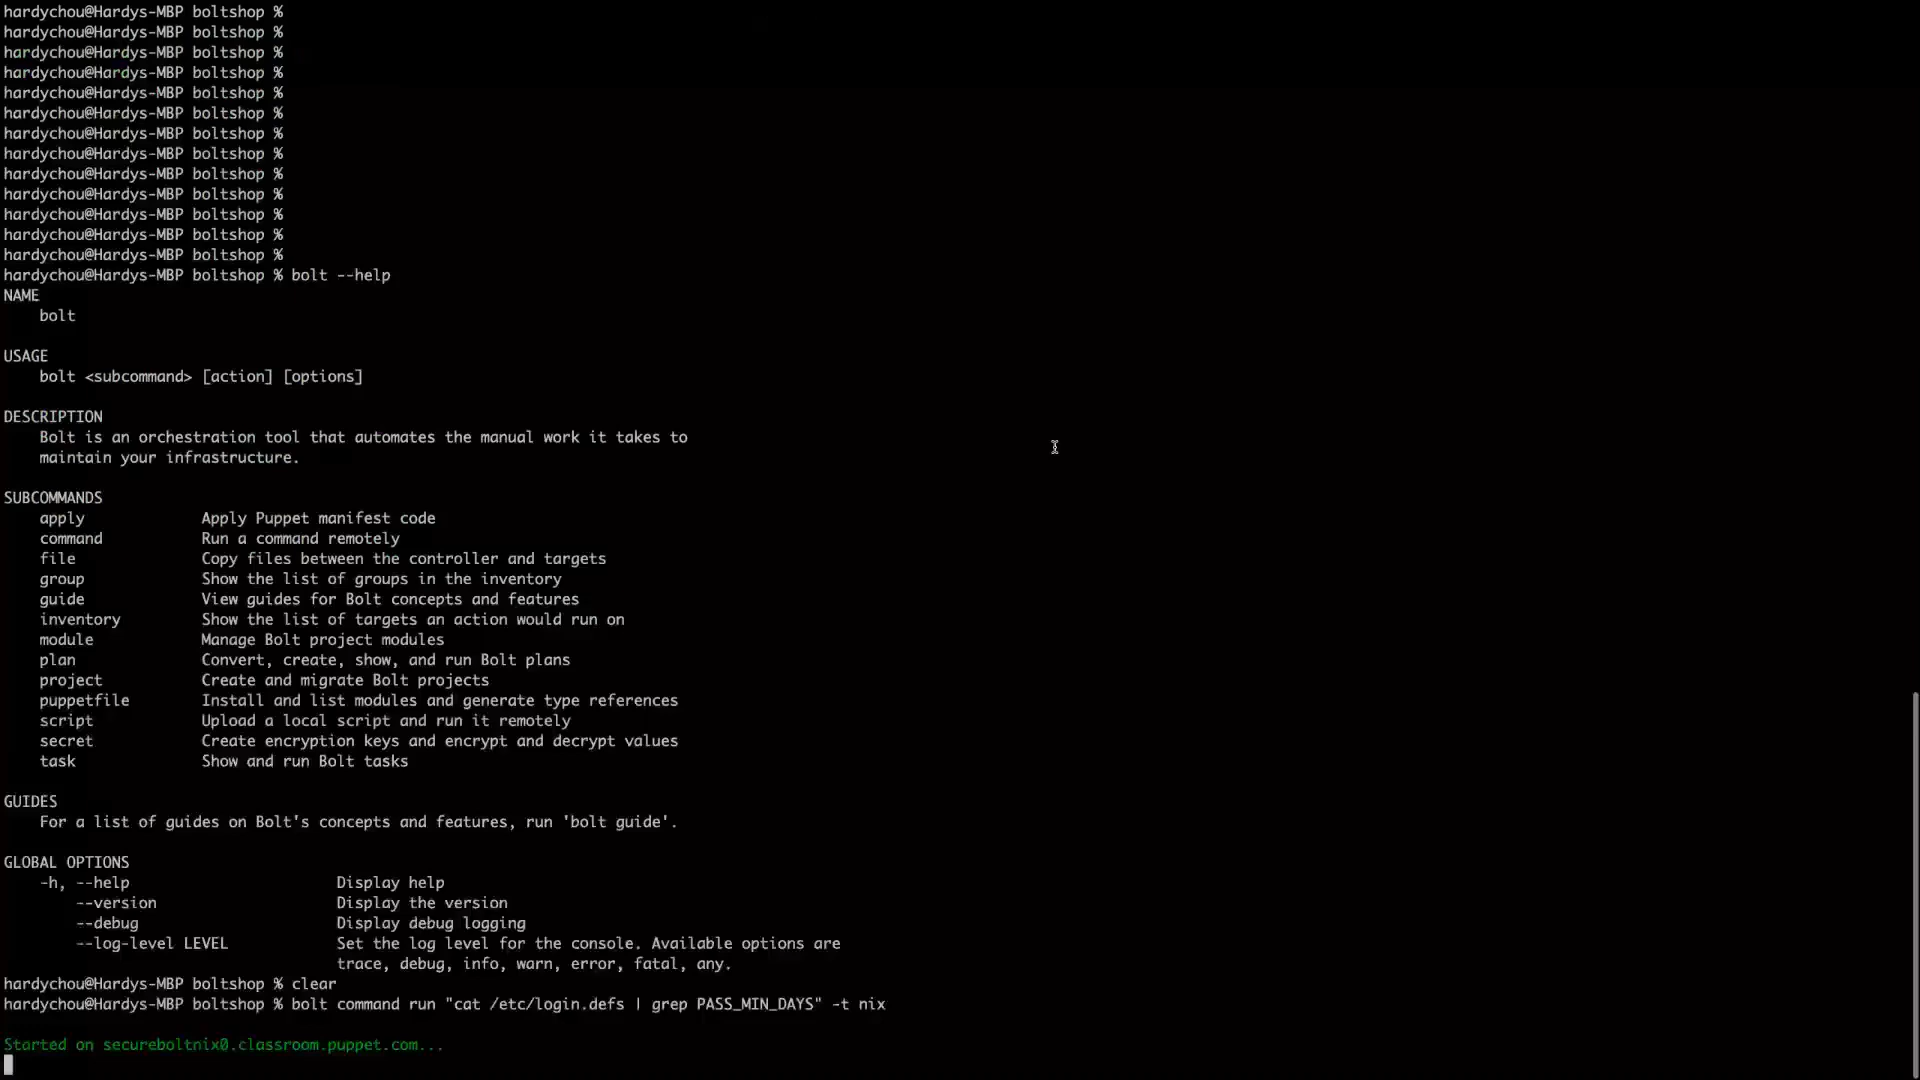 hardychou@Hardys-MBP boltshop %
hardychou@Hardys-MBP boltshop %
hardychou@Hardys-MBP boltshop %
hardychou@Hardys-MBP boltshop %
hardychou@Hardys-MBP boltshop %
hardychou@Hardys-MBP boltshop %
hardychou@Hardys-MBP boltshop %
hardychou@Hardys-MBP boltshop %
hardychou@Hardys-MBP boltshop %
hardychou@Hardys-MBP boltshop %
hardychou@Hardys-MBP boltshop %
hardychou@Hardys-MBP boltshop %
hardychou@Hardys-MBP boltshop %
hardychou@Hardys-MBP boltshop % bolt --help
NAME
    bolt

USAGE
    bolt <subcommand> [action] [options]

DESCRIPTION
    Bolt is an orchestration tool that automates the manual work it takes to
    maintain your infrastructure.

SUBCOMMANDS
    apply             Apply Puppet manifest code
    command           Run a command remotely
    file              Copy files between the controller and targets
    group             Show the list of groups in the inventory
    guide             View guides for Bolt concepts and features
    inventory         Show the list of targets an action would run on
    module            Manage Bolt project modules
    plan              Convert, create, show, and run Bolt plans
    project           Create and migrate Bolt projects
    puppetfile        Install and list modules and generate type references
    script            Upload a local script and run it remotely
    secret            Create encryption keys and encrypt and decrypt values
    task              Show and run Bolt tasks

GUIDES
    For a list of guides on Bolt's concepts and features, run 'bolt guide'.

GLOBAL OPTIONS
    -h, --help                       Display help
        --version                    Display the version
        --debug                      Display debug logging
        --log-level LEVEL            Set the log level for the console. Available options are
                                     trace, debug, info, warn, error, fatal, any.
hardychou@Hardys-MBP boltshop % clear
hardychou@Hardys-MBP boltshop % bolt command run "cat /etc/login.defs | grep PASS_MIN_DAYS" -t nix

Started on secureboltnix0.classroom.puppet.com...